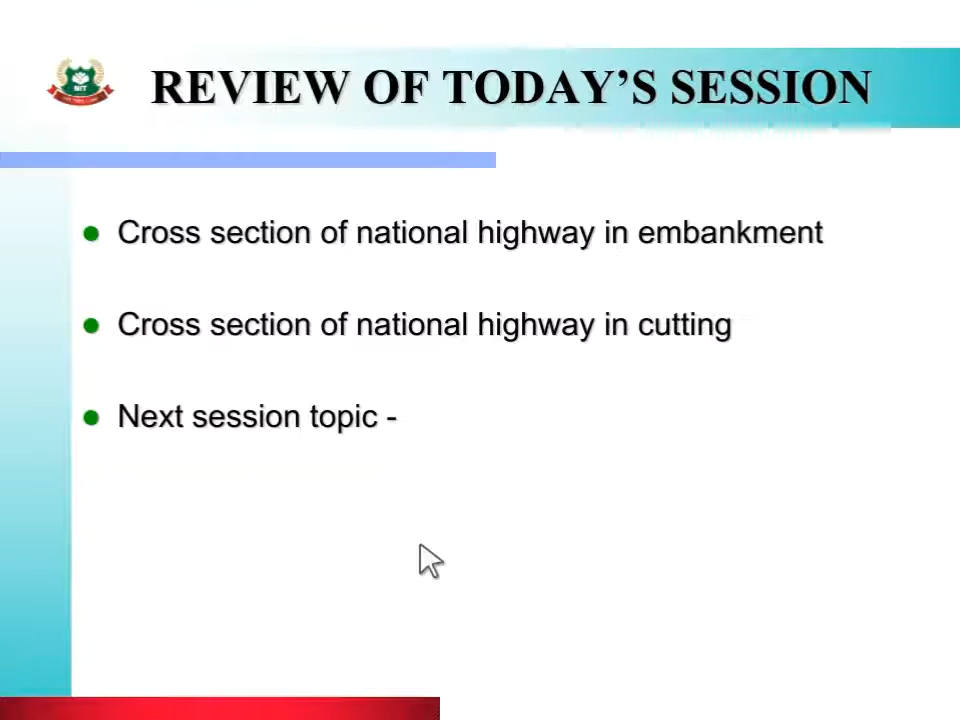 NIT
REVIEW OF TODAY’S SESSION
Cross section of national highway in embankment
Cross section of national highway in cutting
Next session topic -